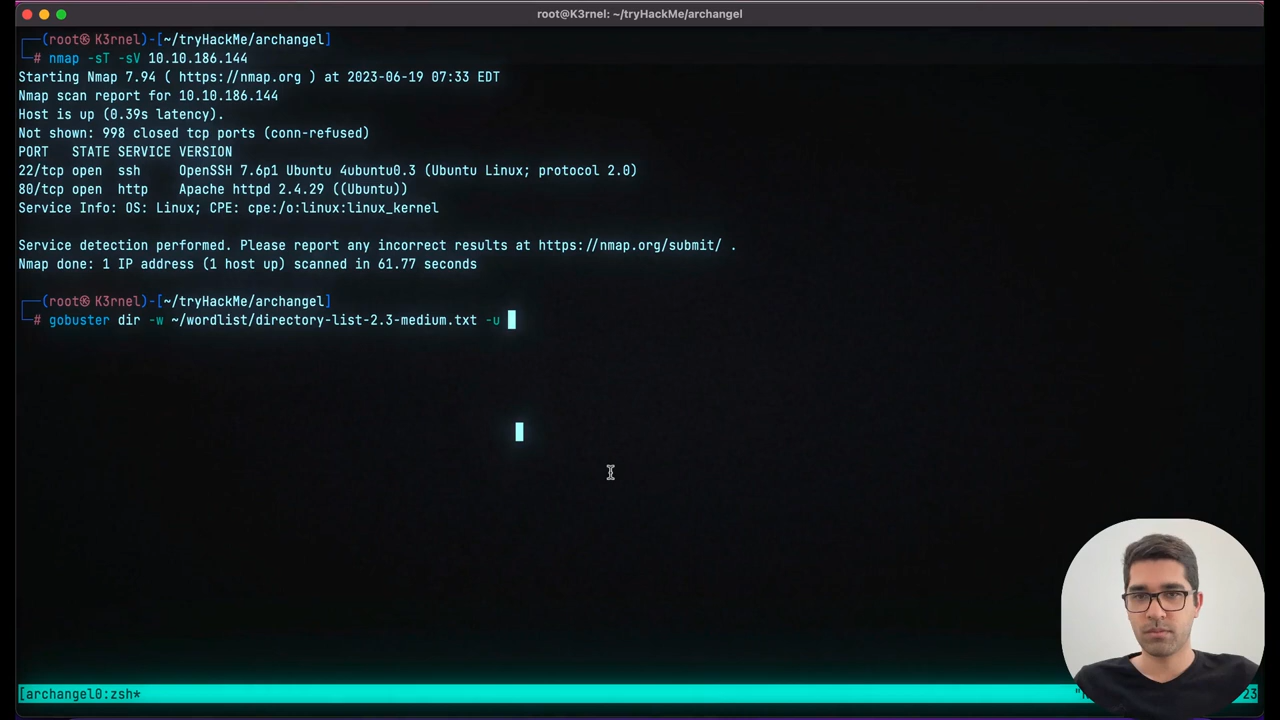 root@K3rnel: ~/tryHackMe/archangel
┌──(root㉿K3rnel)-[~/tryHackMe/archangel]
└─# nmap -sT -sV 10.10.186.144
Starting Nmap 7.94 ( https://nmap.org ) at 2023-06-19 07:33 EDT
Nmap scan report for 10.10.186.144
Host is up (0.39s latency).
Not shown: 998 closed tcp ports (conn-refused)
PORT   STATE SERVICE VERSION
22/tcp open  ssh     OpenSSH 7.6p1 Ubuntu 4ubuntu0.3 (Ubuntu Linux; protocol 2.0)
80/tcp open  http    Apache httpd 2.4.29 ((Ubuntu))
Service Info: OS: Linux; CPE: cpe:/o:linux:linux_kernel
Service detection performed. Please report any incorrect results at https://nmap.org/submit/ .
Nmap done: 1 IP address (1 host up) scanned in 61.77 seconds
┌──(root㉿K3rnel)-[~/tryHackMe/archangel]
└─# gobuster dir -w ~/wordlist/directory-list-2.3-medium.txt -u
[archangel0:zsh*